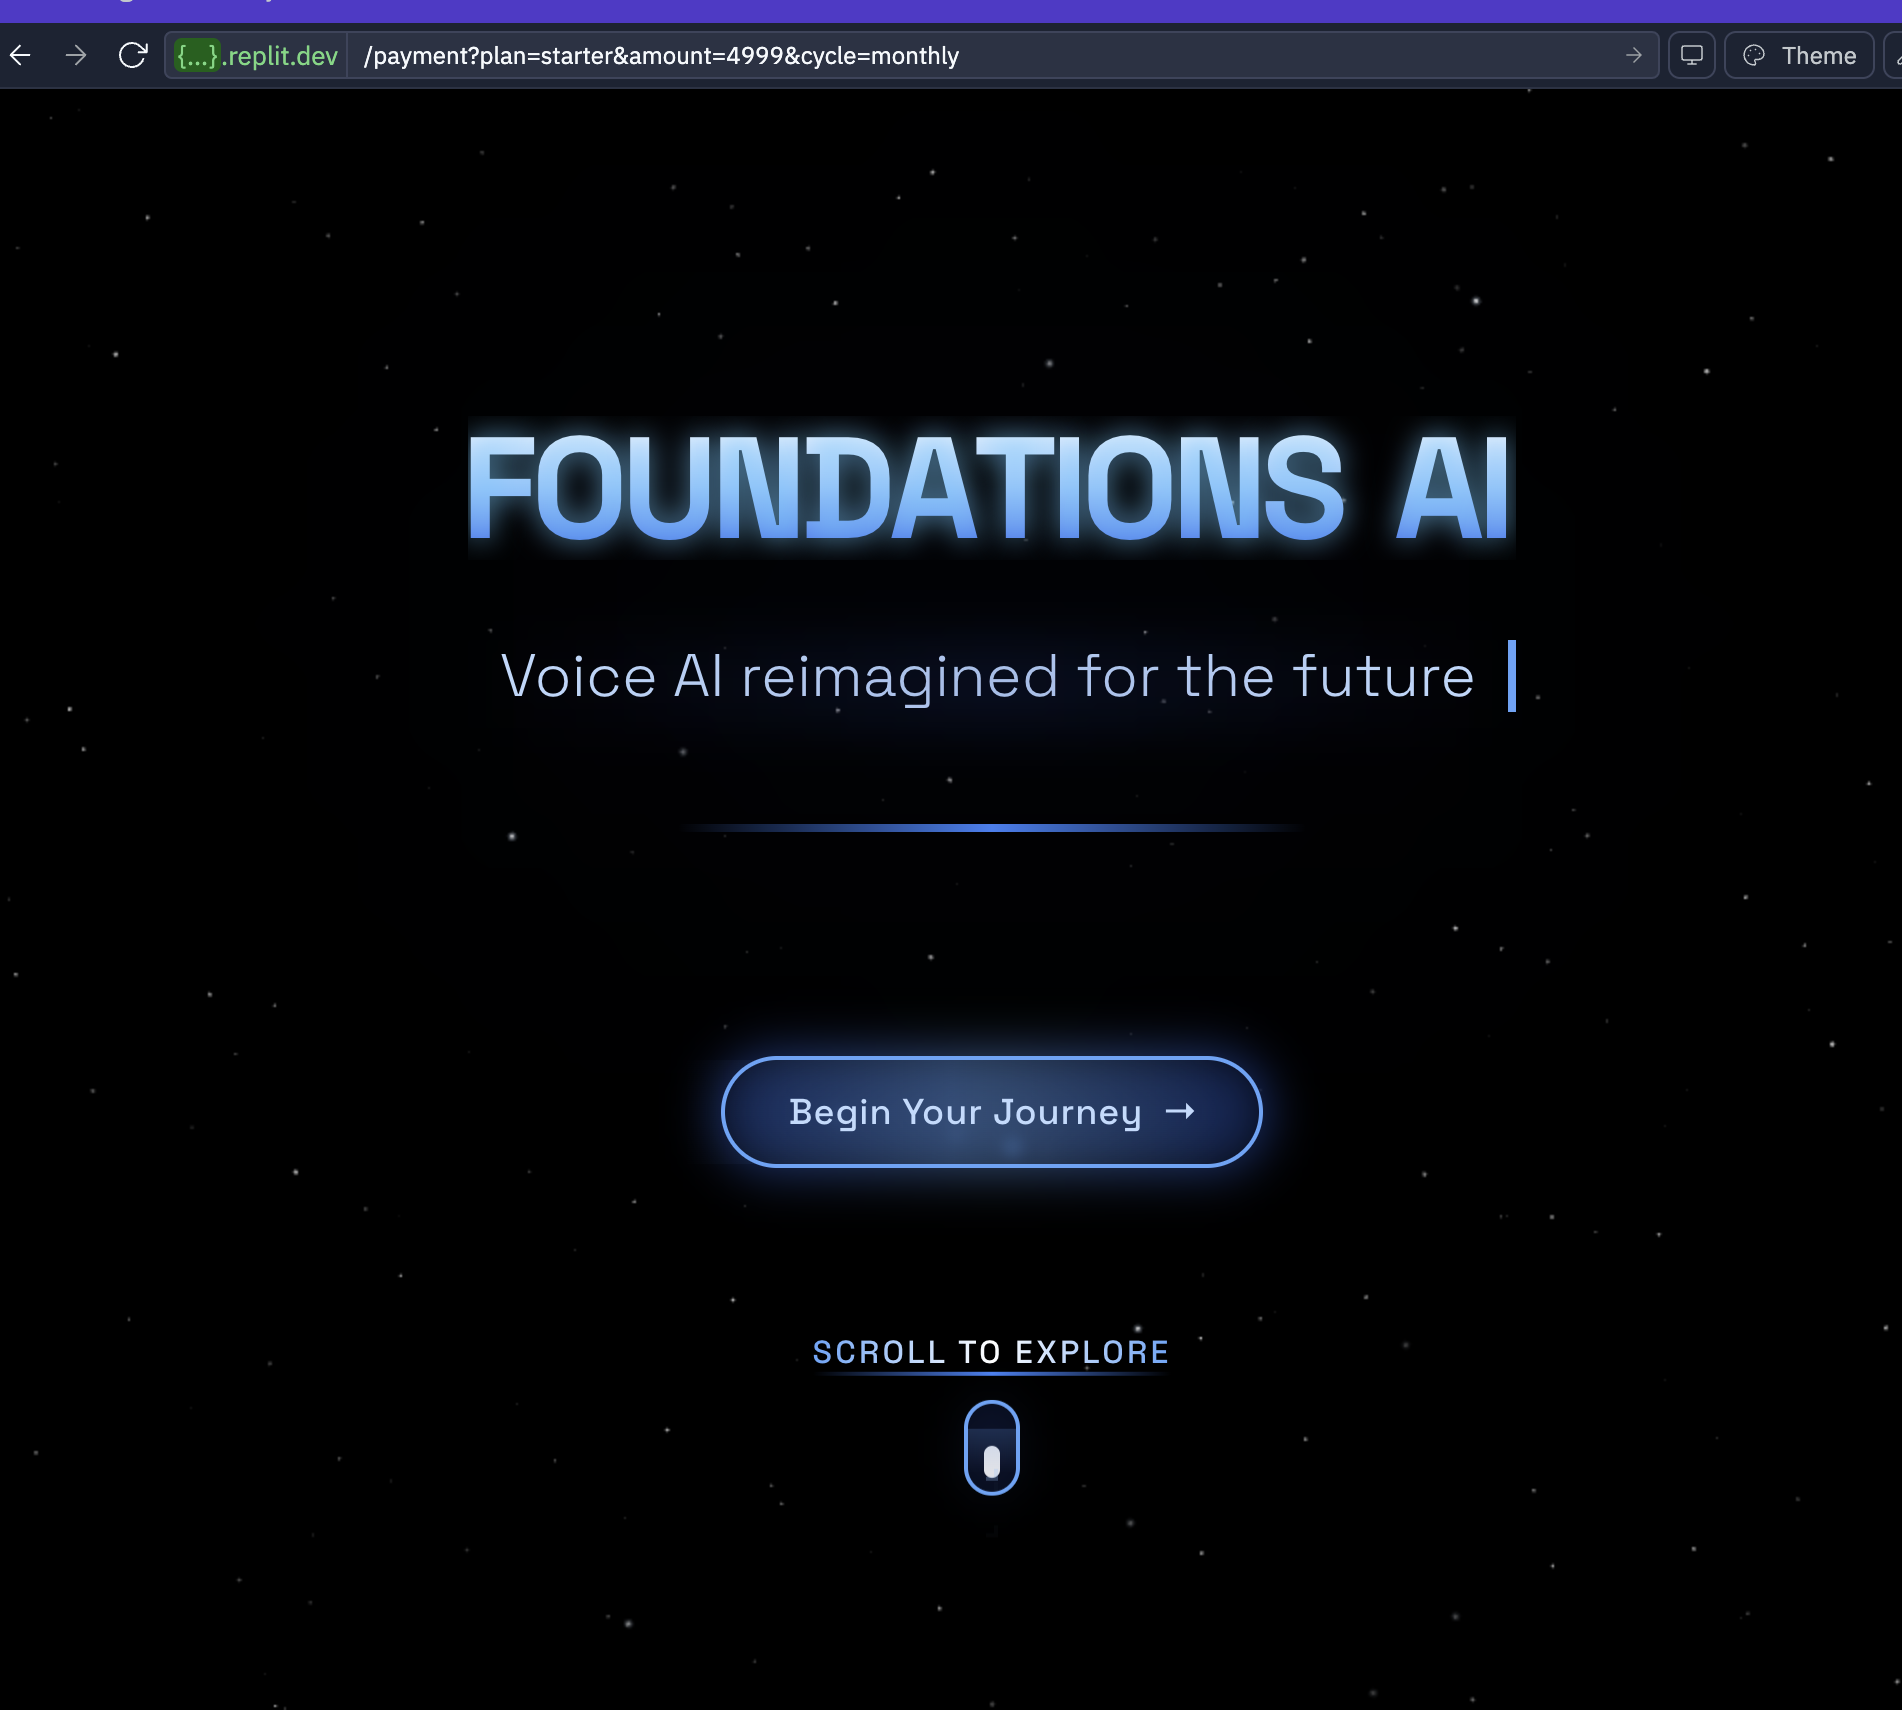 {...}.replit.dev /payment?plan=starter&amount=4999&cycle=monthly Theme
FOUNDATIONS AI
Voice AI reimagined for the future
Begin Your Journey →
SCROLL TO EXPLORE